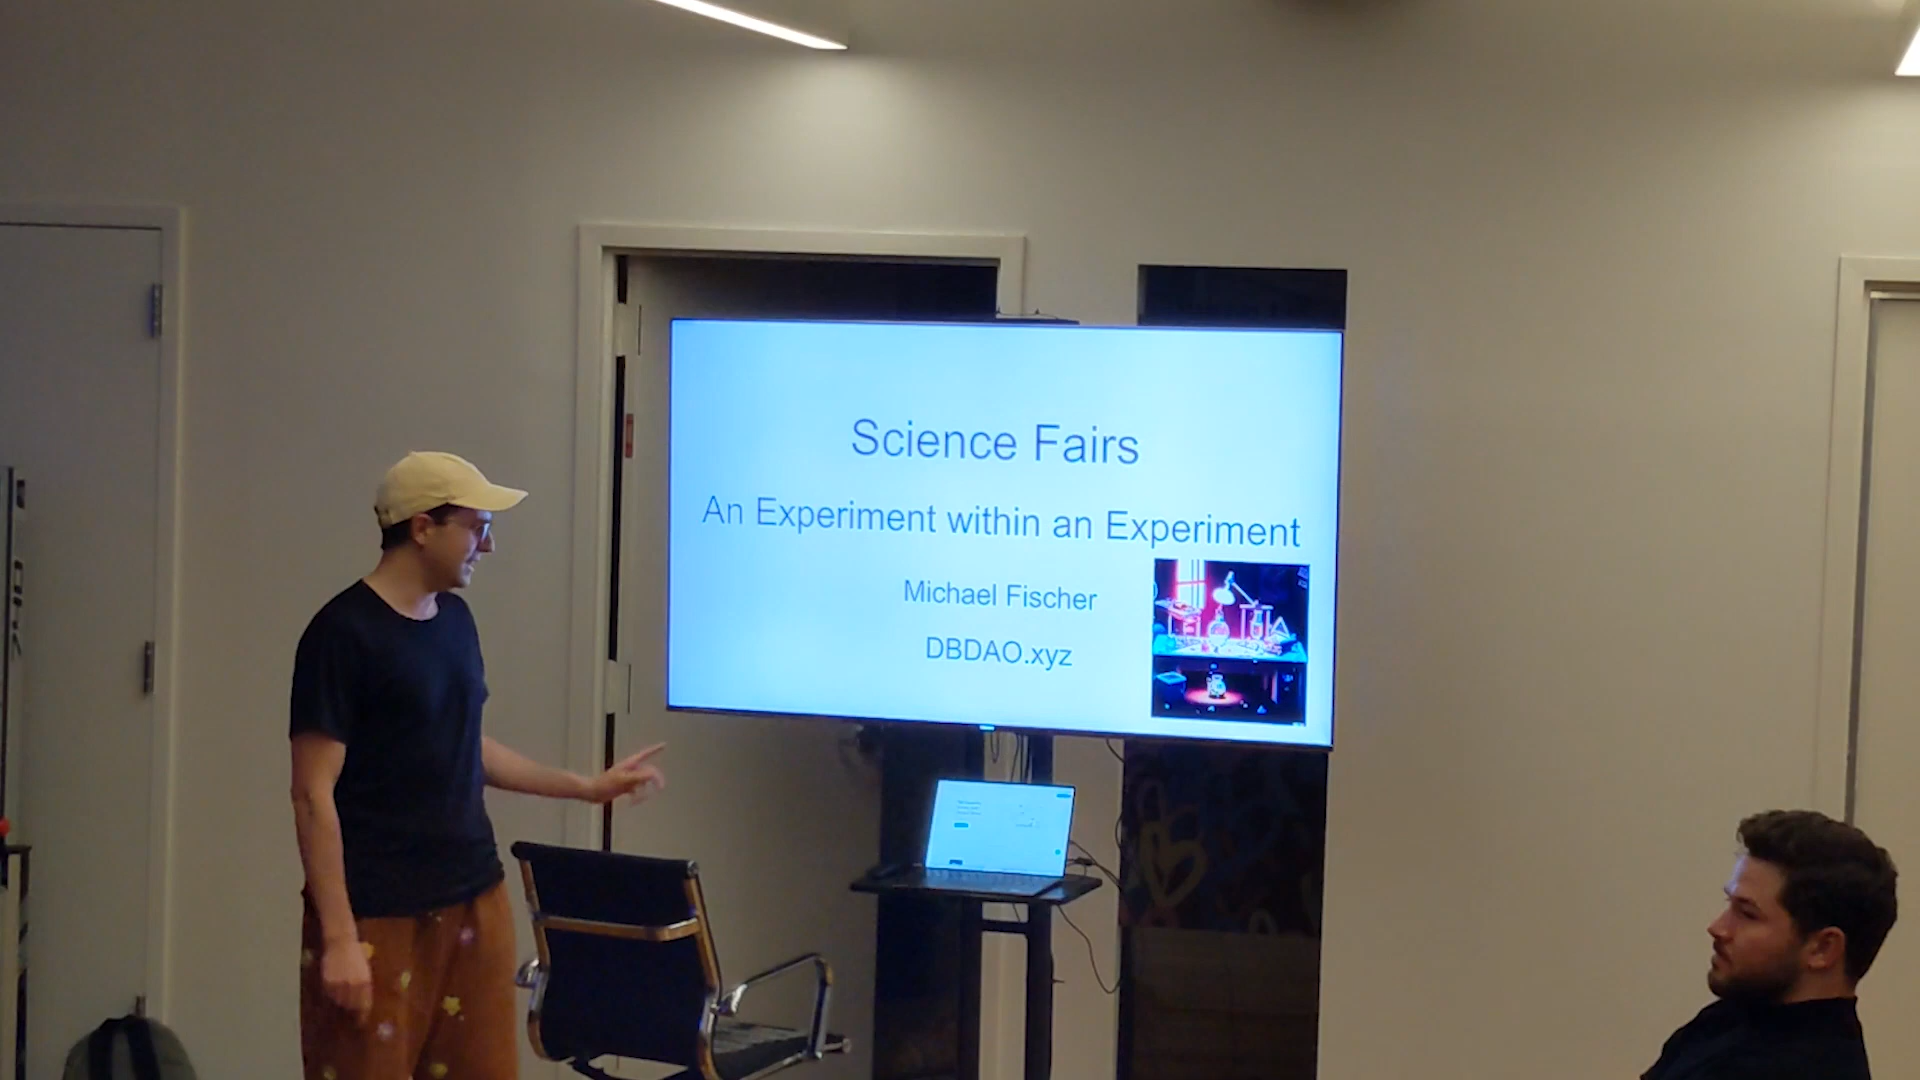 Science Fairs
An Experiment within an Experiment
Michael Fischer
DBDAO.xyz